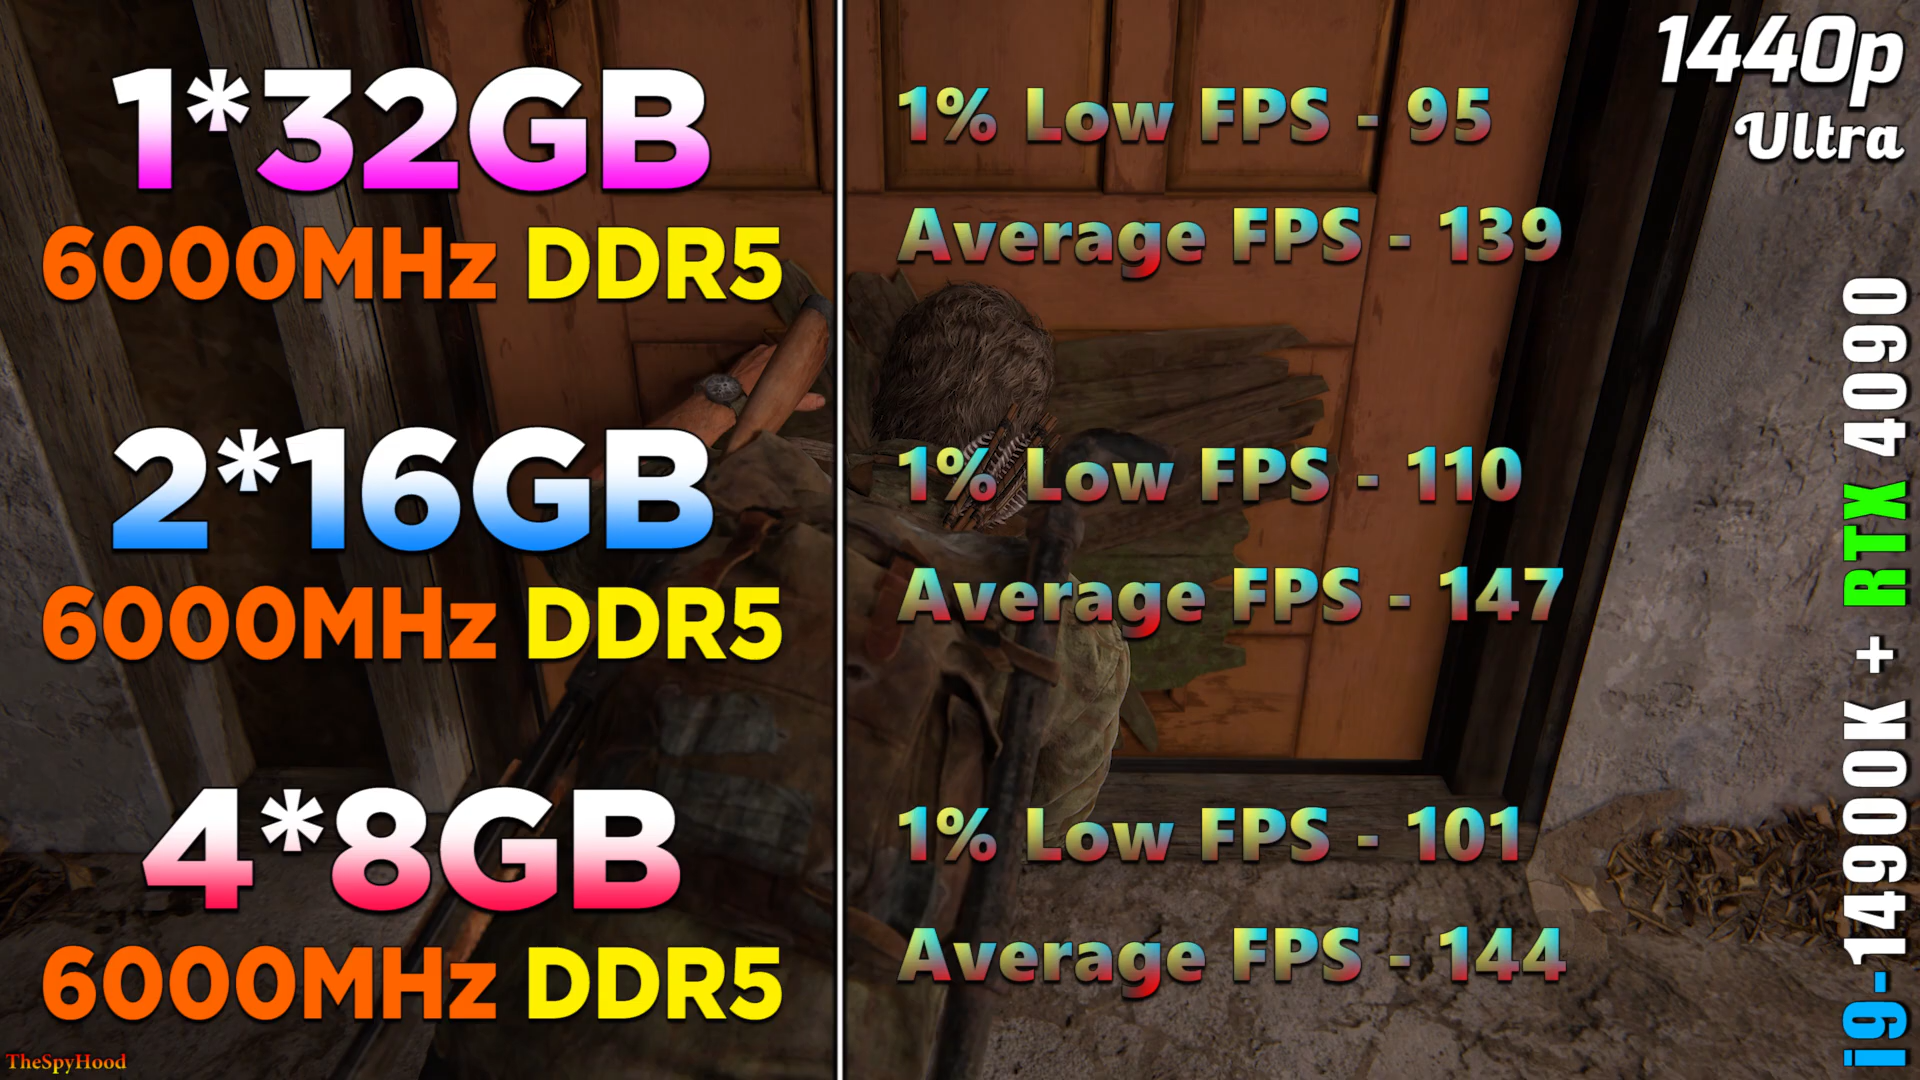 1*32GB
6000MHz DDR5
1% Low FPS - 95
Average FPS - 139
2*16GB
6000MHz DDR5
1% Low FPS - 110
Average FPS - 147
4*8GB
6000MHz DDR5
1% Low FPS - 101
Average FPS - 144
1440p
Ultra
i9-14900K + RTX 4090
TheSpyHood